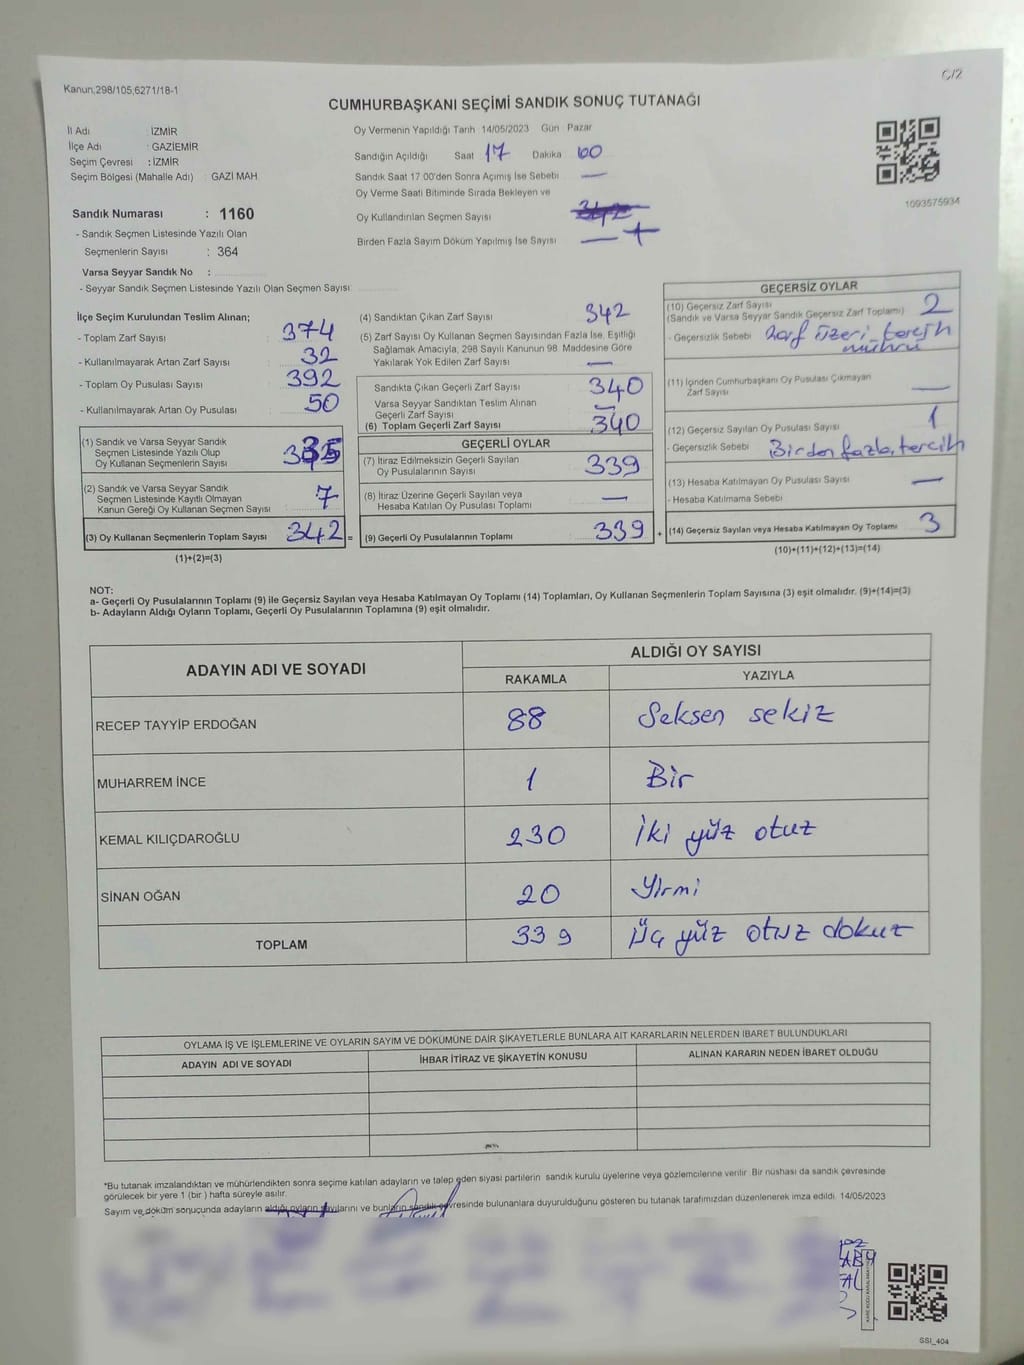 C/2
Kanun,298/105,6271/18-1
CUMHURBAŞKANI SEÇİMİ SANDIK SONUÇ TUTANAĞI
İl Adı : İZMİR
İlçe Adı : GAZİEMİR
Seçim Çevresi : İZMİR
Seçim Bölgesi (Mahalle Adı) : GAZİ MAH.
Sandık Numarası : 1160
- Sandık Seçmen Listesinde Yazılı Olan
Seçmenlerin Sayısı : 364
Varsa Seyyar Sandık No :
- Seyyar Sandık Seçmen Listesinde Yazılı Olan Seçmen Sayısı
Oy Vermenin Yapıldığı Tarih 14/05/2023 Gün Pazar
Sandığın Açıldığı Saat 17 Dakika 00
Sandık Saat 17 00'den Sonra Açımış İse Sebebi —
Oy Verme Saati Bitiminde Sırada Bekleyen ve
Oy Kullandırılan Seçmen Sayısı
Birden Fazla Sayım Döküm Yapılmış İse Sayısı —
1093575934
İlçe Seçim Kurulundan Teslim Alınan;
- Toplam Zarf Sayısı : 374
- Kullanılmayarak Artan Zarf Sayısı : 32
- Toplam Oy Pusulası Sayısı : 392
- Kullanılmayarak Artan Oy Pusulası : 50
(1) Sandık ve Varsa Seyyar Sandık
Seçmen Listesinde Yazılı Olup
Oy Kullanan Seçmenlerin Sayısı
(2) Sandık ve Varsa Seyyar Sandık
Seçmen Listesinde Kayıtlı Olmayan
Kanun Gereği Oy Kullanan Seçmen Sayısı 7
(3) Oy Kullanan Seçmenlerin Toplam Sayısı 342 =
(1)+(2)=(3)
(4) Sandıktan Çıkan Zarf Sayısı 342
(5) Zarf Sayısı Oy Kullanan Seçmen Sayısından Fazla İse, Eşitliği
Sağlamak Amacıyla, 298 Sayılı Kanunun 98. Maddesine Göre
Yakılarak Yok Edilen Zarf Sayısı —
Sandıkta Çıkan Geçerli Zarf Sayısı 340
Varsa Seyyar Sandıktan Teslim Alınan
Geçerli Zarf Sayısı —
(6) Toplam Geçerli Zarf Sayısı 340
GEÇERLİ OYLAR
(7) İtiraz Edilmeksizin Geçerli Sayılan
Oy Pusulalarının Sayısı 339
(8) İtiraz Üzerine Geçerli Sayılan veya
Hesaba Katılan Oy Pusulası Toplamı —
(9) Geçerli Oy Pusulalarının Toplamı 339 +
GEÇERSİZ OYLAR
(10) Geçersiz Zarf Sayısı
(Sandık ve Varsa Seyyar Sandık Geçersiz Zarf Toplamı) 2
- Geçersizlik Sebebi Zarf üzeri tercih
mührü
(11) İçinden Cumhurbaşkanı Oy Pusulası Çıkmayan
Zarf Sayısı —
(12) Geçersiz Sayılan Oy Pusulası Sayısı 1
- Geçersizlik Sebebi Birden fazla tercih
(13) Hesaba Katılmayan Oy Pusulası Sayısı —
- Hesaba Katılmama Sebebi
(14) Geçersiz Sayılan veya Hesaba Katılmayan Oy Toplamı 3
(10)+(11)+(12)+(13)=(14)
NOT:
a- Geçerli Oy Pusulalarının Toplamı (9) ile Geçersiz Sayılan veya Hesaba Katılmayan Oy Toplamı (14) Toplamları, Oy Kullanan Seçmenlerin Toplam Sayısına (3) eşit olmalıdır. (9)+(14)=(3)
b- Adayların Aldığı Oyların Toplamı, Geçerli Oy Pusulalarının Toplamına (9) eşit olmalıdır.
ADAYIN ADI VE SOYADI
ALDIĞI OY SAYISI
RAKAMLA YAZIYLA
RECEP TAYYİP ERDOĞAN 88 Seksen sekiz
MUHARREM İNCE 1 Bir
KEMAL KILIÇDAROĞLU 230 İki yüz otuz
SİNAN OĞAN 20 Yirmi
TOPLAM 339 Üç yüz otuz dokuz
OYLAMA İŞ VE İŞLEMLERİNE VE OYLARIN SAYIM VE DÖKÜMÜNE DAİR ŞİKAYETLERLE BUNLARA AİT KARARLARIN NELERDEN İBARET BULUNDUKLARI
ADAYIN ADI VE SOYADI İHBAR İTİRAZ VE ŞİKAYETİN KONUSU ALINAN KARARIN NEDEN İBARET OLDUĞU
*Bu tutanak imzalandıktan ve mühürlendikten sonra seçime katılan adayların ve talep eden siyasi partilerin sandık kurulu üyelerine veya gözlemcilerine verilir. Bir nüshası da sandık çevresinde
görülecek bir yere 1 (bir ) hafta süreyle asılır.
Sayım ve döküm sonucunda adayların aldığı oyların sayılarını ve bunların sandık çevresinde bulunanlara duyurulduğunu gösteren bu tutanak tarafımızdan düzenlenerek imza edildi. 14/05/2023
SSİ_404